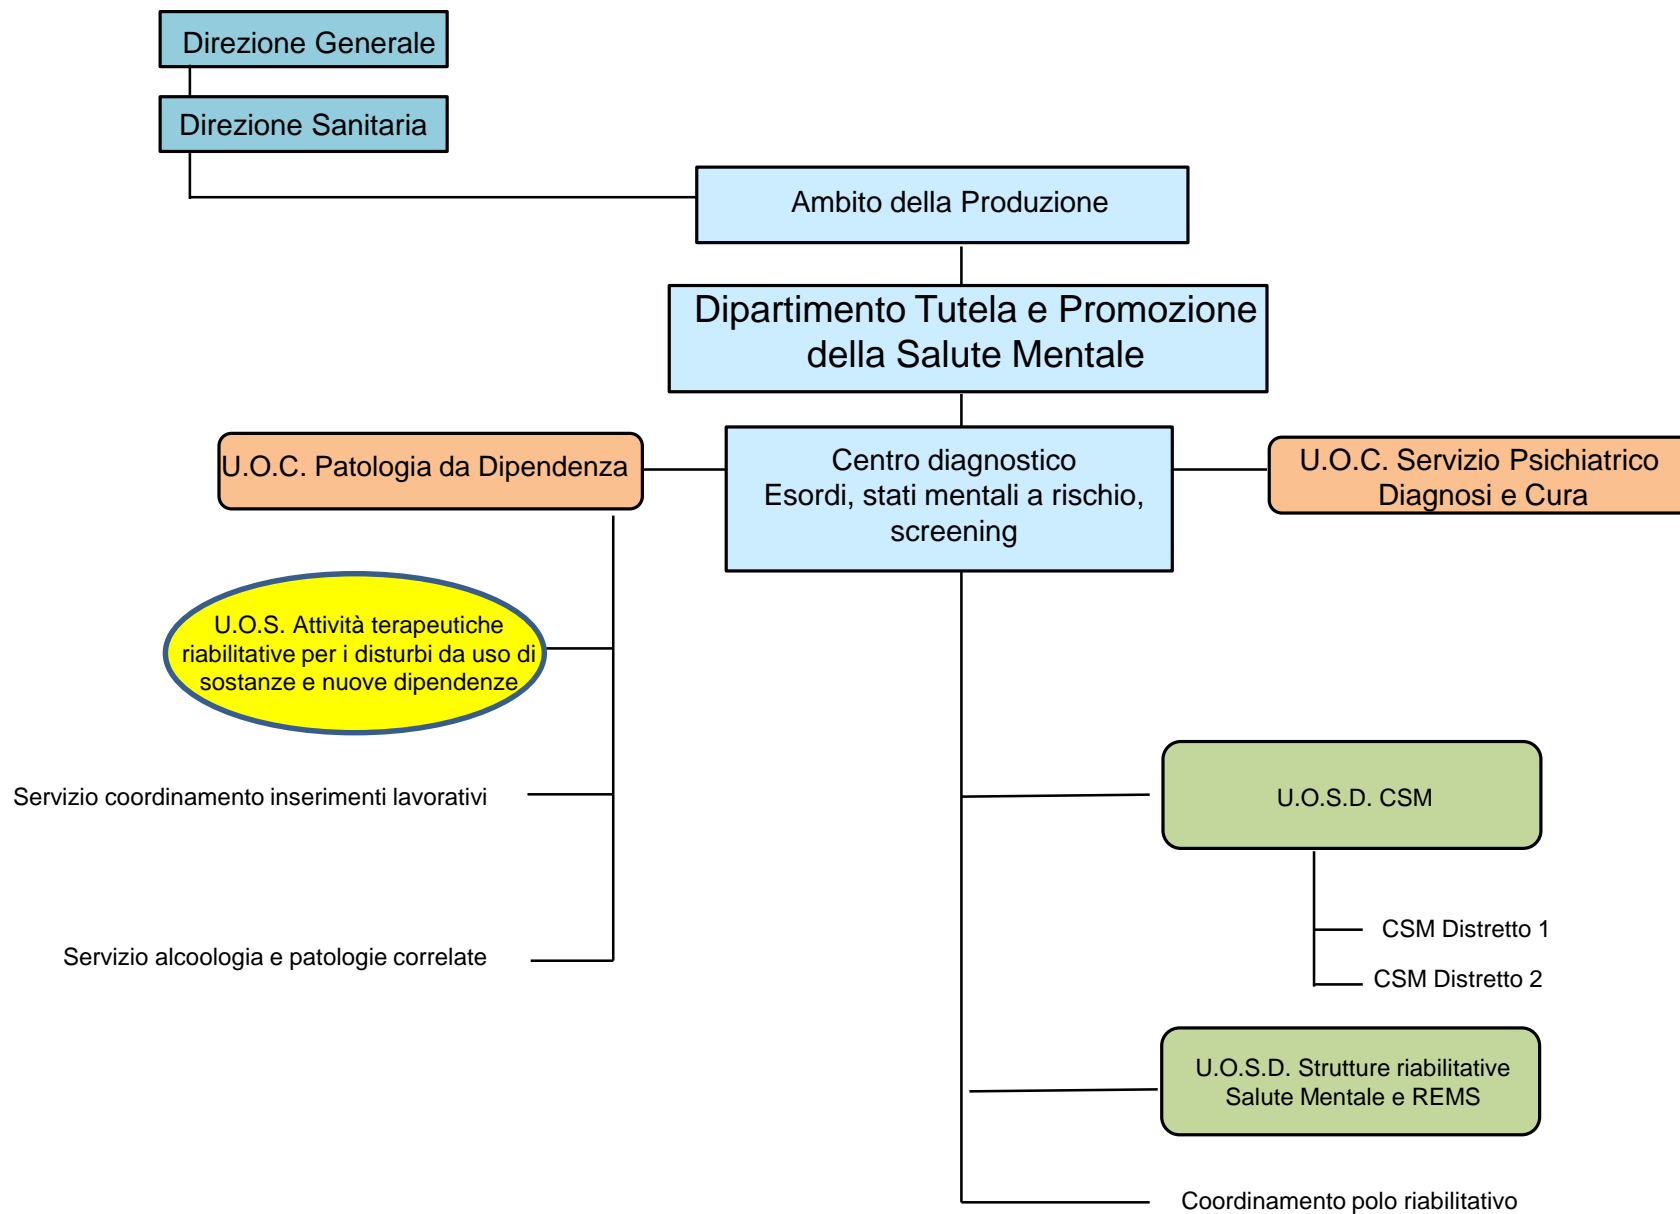 Direzione Generale
Direzione Sanitaria
Ambito della Produzione
Dipartimento Tutela e Promozione
della Salute Mentale
U.O.C. Patologia da Dipendenza
Centro diagnostico
Esordi, stati mentali a rischio,
screening
U.O.C. Servizio Psichiatrico
Diagnosi e Cura
U.O.S. Attività terapeutiche
riabilitative per i disturbi da uso di
sostanze e nuove dipendenze
Servizio coordinamento inserimenti lavorativi
Servizio alcoologia e patologie correlate
U.O.S.D. CSM
CSM Distretto 1
CSM Distretto 2
U.O.S.D. Strutture riabilitative
Salute Mentale e REMS
Coordinamento polo riabilitativo